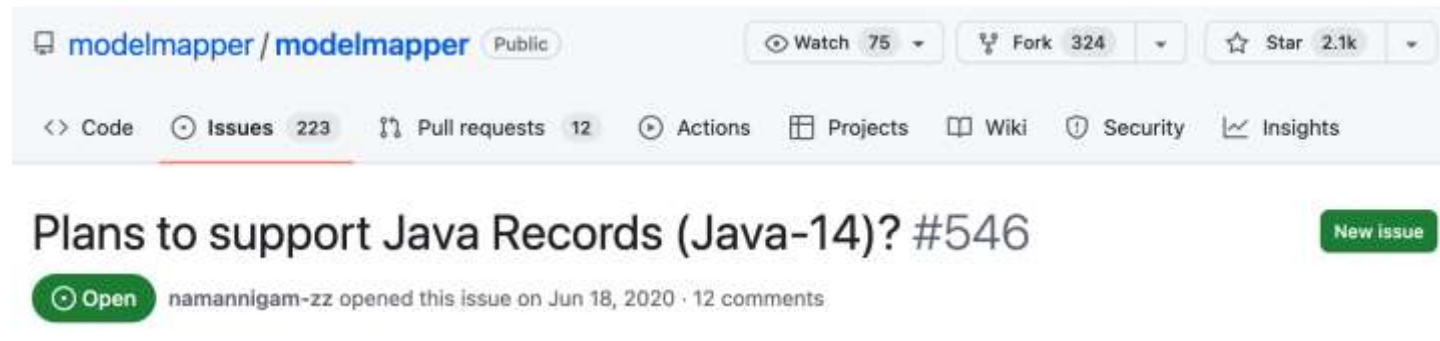 modelmapper / modelmapper Public Watch 75 Fork 324 Star 2.1k
<> Code Issues 223 Pull requests 12 Actions Projects Wiki Security Insights
Plans to support Java Records (Java-14)? #546 New issue
Open namannigam-zz opened this issue on Jun 18, 2020 · 12 comments